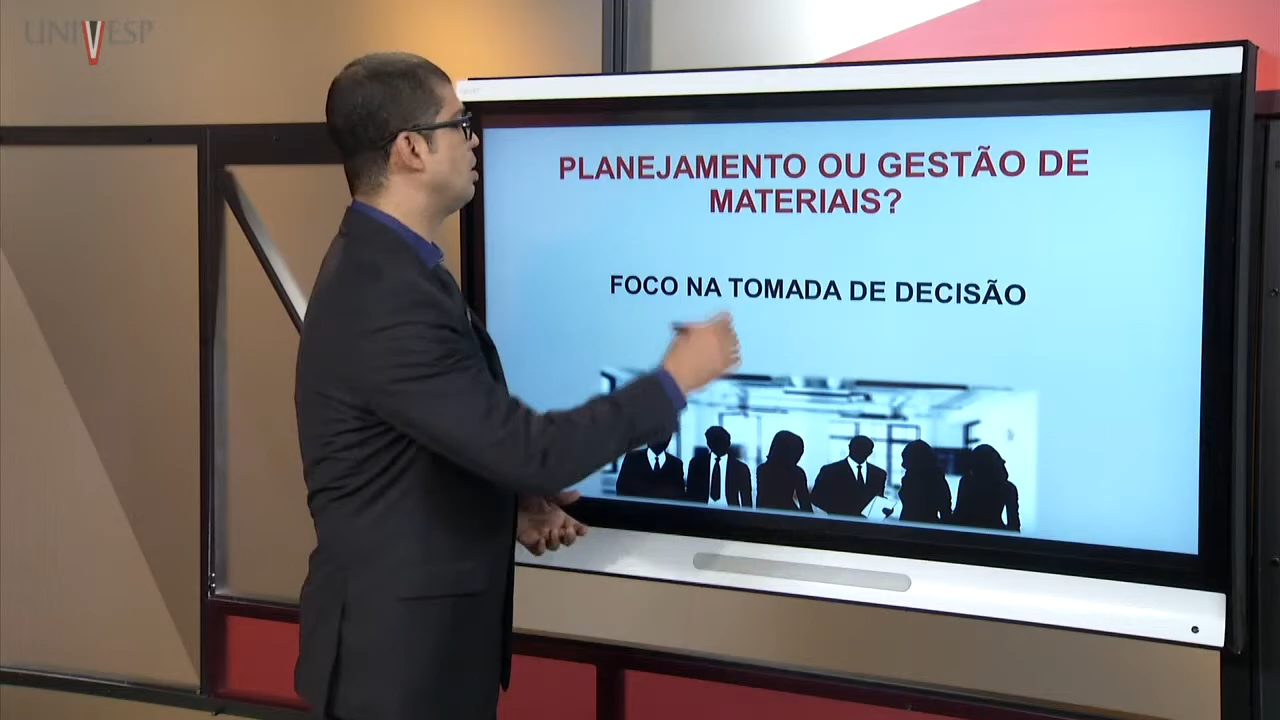 UNIVESP
PLANEJAMENTO OU GESTÃO DE
MATERIAIS?
FOCO NA TOMADA DE DECISÃO